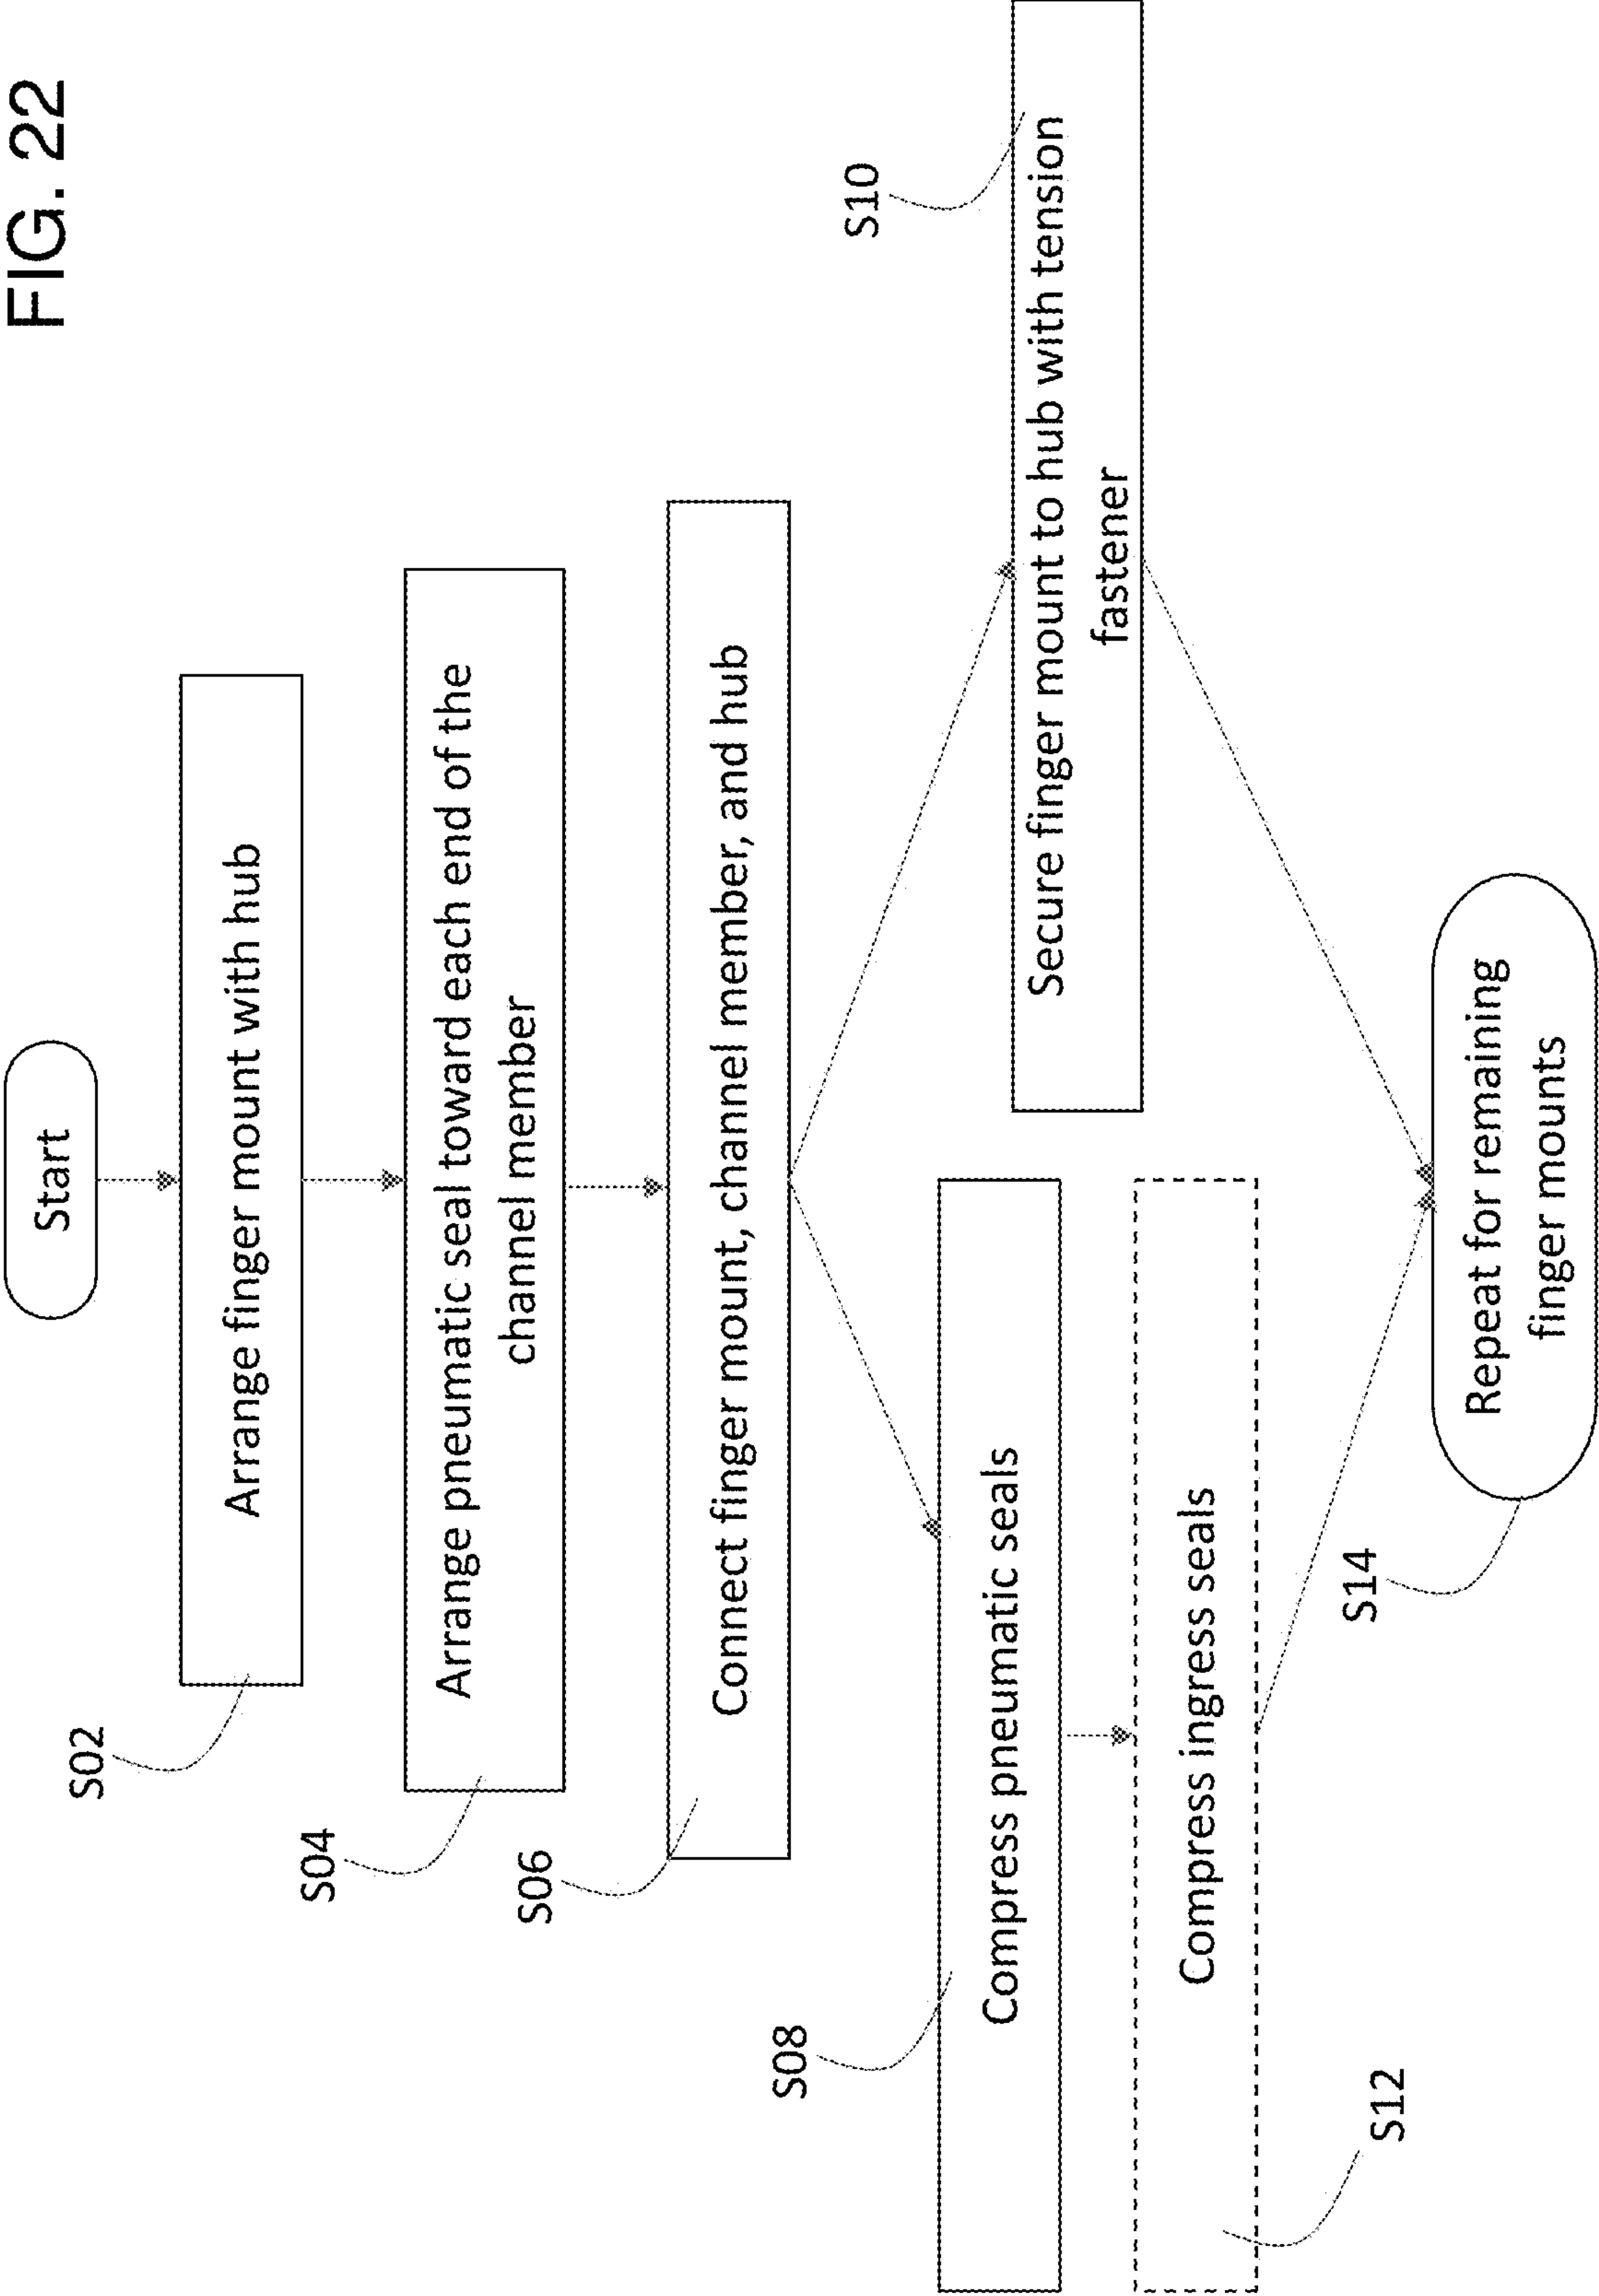 FIG. 22
Start
S02
Arrange finger mount with hub
S04
Arrange pneumatic seal toward each end of the
channel member
S06
Connect finger mount, channel member, and hub
S08
Compress pneumatic seals
S10
Secure finger mount to hub with tension
fastener
S12
Compress ingress seals
S14
Repeat for remaining
finger mounts